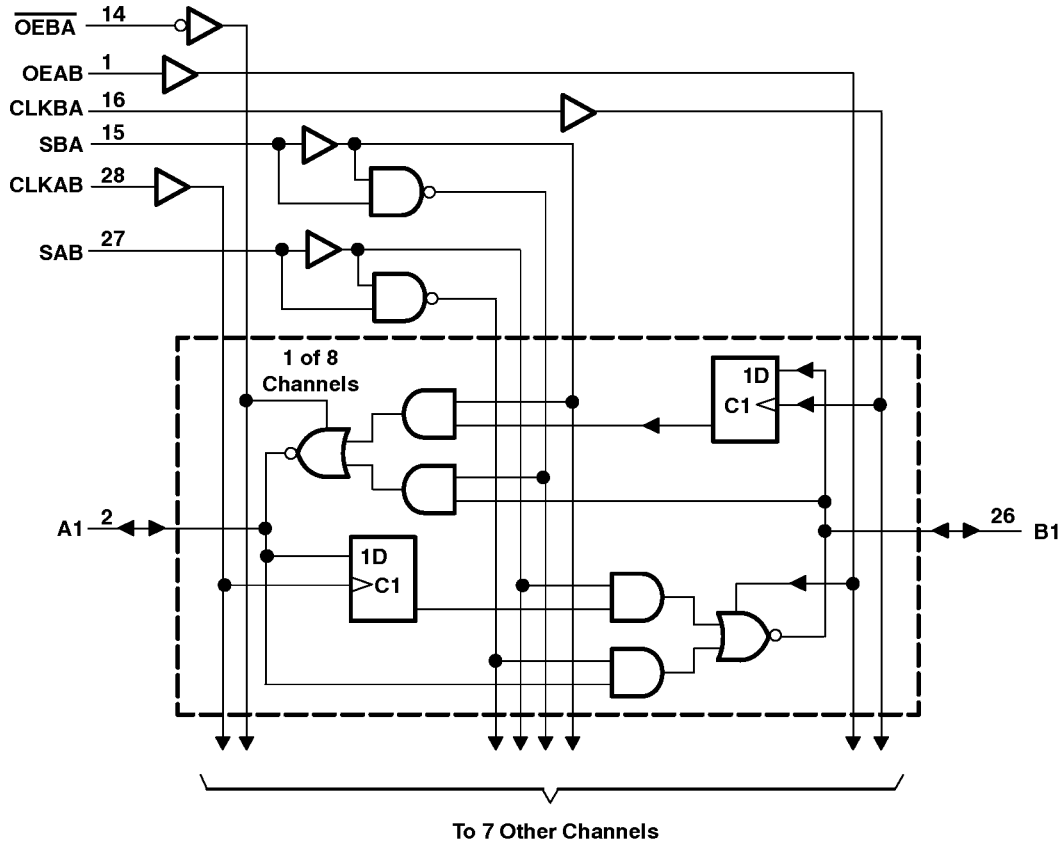 O̅E̅B̅A̅ 14
OEAB 1
CLKBA 16
SBA 15
CLKAB 28
SAB 27
1 of 8
Channels
1D
C1
A1 2
26 B1
1D
C1
To 7 Other Channels